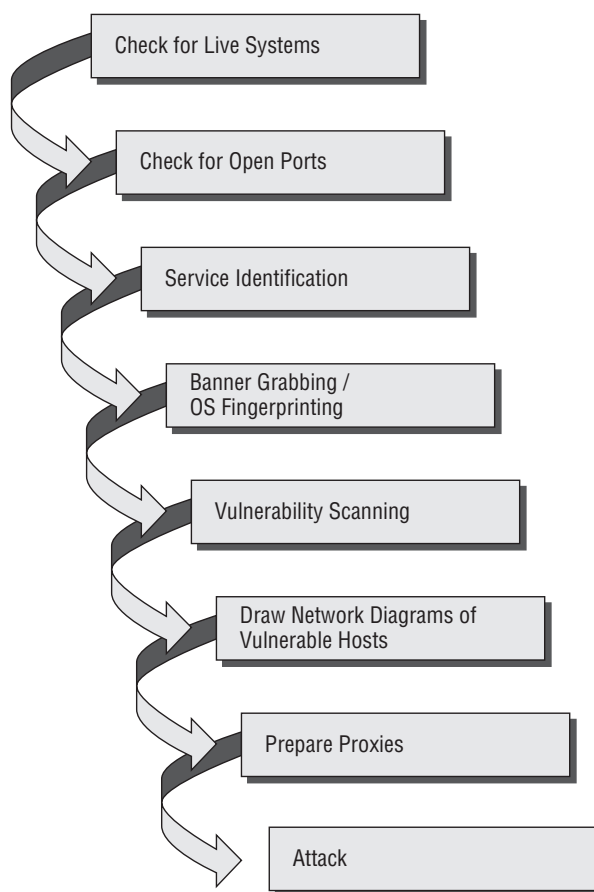 Check for Live Systems
Check for Open Ports
Service Identification
Banner Grabbing /
OS Fingerprinting
Vulnerability Scanning
Draw Network Diagrams of
Vulnerable Hosts
Prepare Proxies
Attack